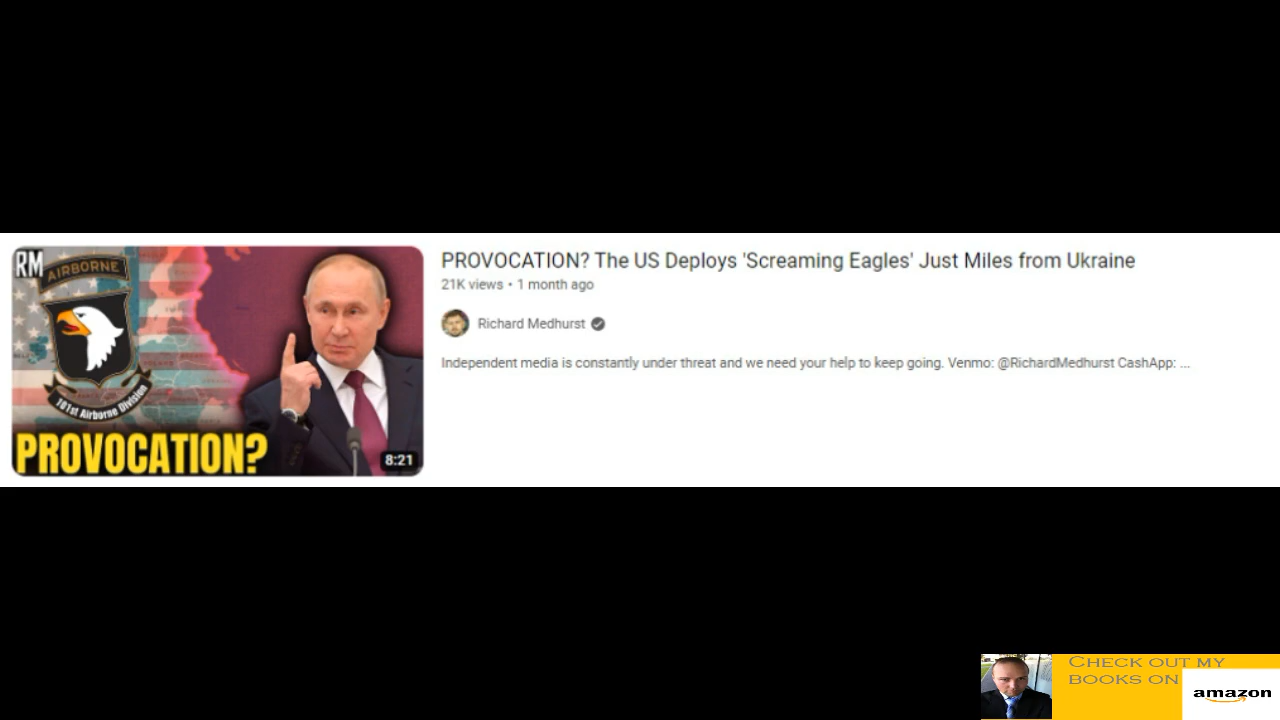 RM
AIRBORNE
101st Airborne Division
PROVOCATION?
8:21
PROVOCATION? The US Deploys 'Screaming Eagles' Just Miles from Ukraine
21K views • 1 month ago
Richard Medhurst
Independent media is constantly under threat and we need your help to keep going. Venmo: @RichardMedhurst CashApp: ...
CHECK OUT MY
BOOKS ON
amazon